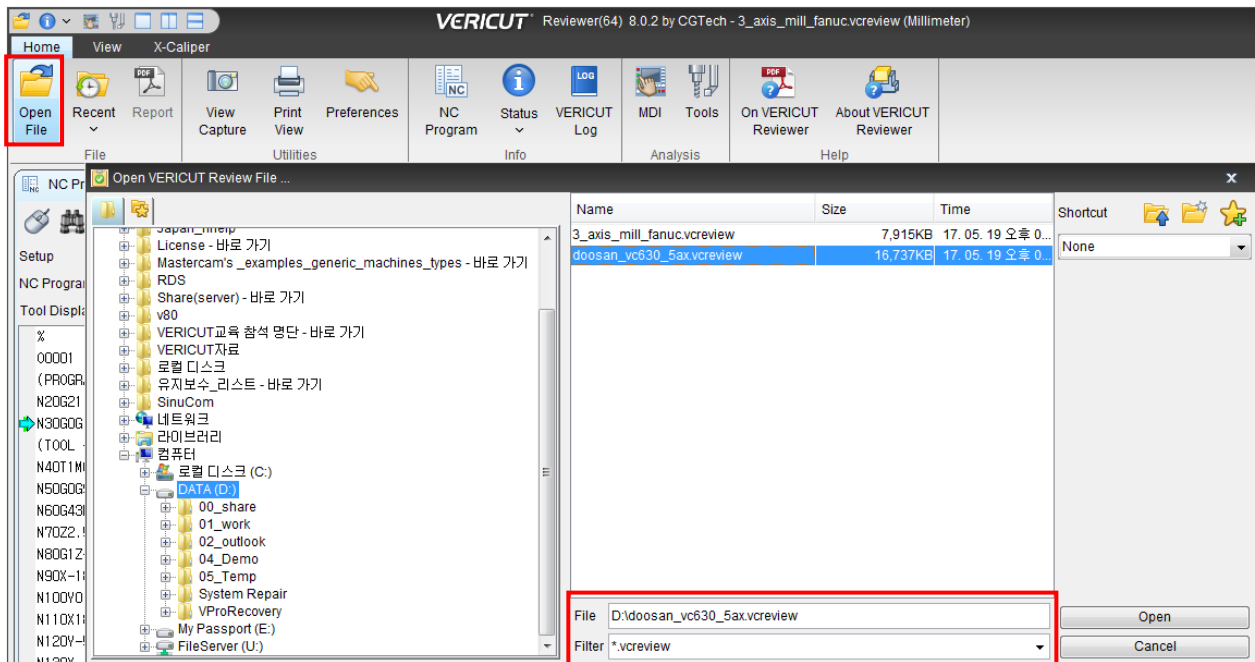 VERICUT Reviewer(64) 8.0.2 by CGTech - 3_axis_mill_fanuc.vcreview (Millimeter)
Home View X-Caliper
Open File
Recent
Report
View Capture
Print View
Preferences
NC Program
Status
LOG
VERICUT Log
MDI
Tools
On VERICUT Reviewer
About VERICUT Reviewer
File Utilities Info Analysis Help
NC Pr
Open VERICUT Review File ...
x
Setup
NC Progra
Tool Displa
%
O0001
(PROGR
N20G21
N30G0G
(TOOL -
N40T1M
N50G0G
N60G43
N70Z2.
N80G1Z-
N90X-1
N100Y0
N110X1
N120Y-
License - 바로 가기
Mastercam's _examples_generic_machines_types - 바로 가기
RDS
Share(server) - 바로 가기
v80
VERICUT교육 참석 명단 - 바로 가기
VERICUT자료
로컬 디스크
유지보수_리스트 - 바로 가기
SinuCom
네트워크
라이브러리
컴퓨터
로컬 디스크 (C:)
DATA (D:)
00_share
01_work
02_outlook
04_Demo
05_Temp
System Repair
VProRecovery
My Passport (E:)
FileServer (U:)
Name Size Time
3_axis_mill_fanuc.vcreview 7,915KB 17. 05. 19 오후 0...
doosan_vc630_5ax.vcreview 16,737KB 17. 05. 19 오후 0...
Shortcut
None
File D:\doosan_vc630_5ax.vcreview
Filter *.vcreview
Open
Cancel